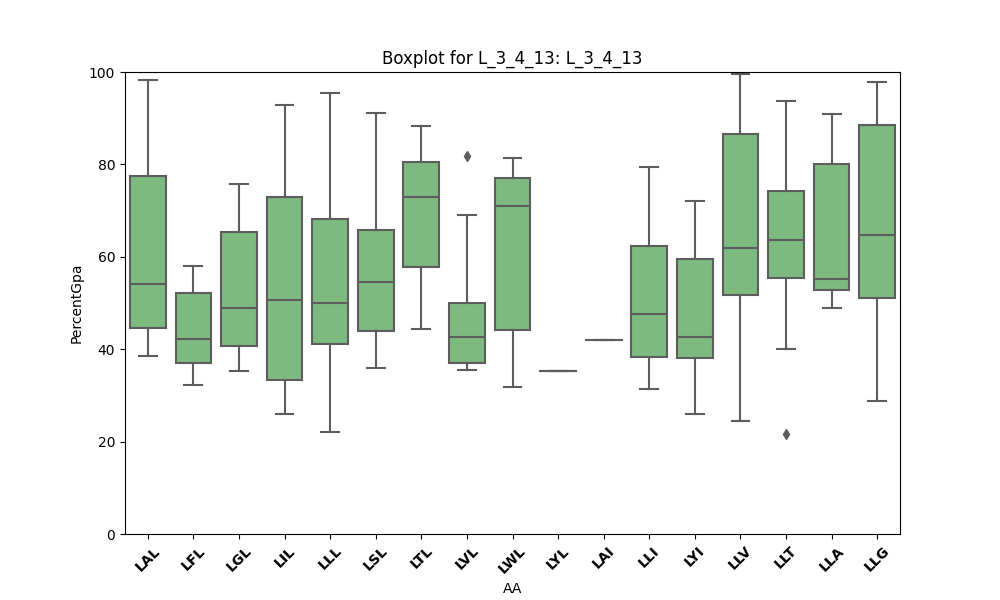 Boxplot for L_3_4_13: L_3_4_13
100
80
60
40
20
0
PercentGpa
LAL LFL LGL LIL LLL LSL LTL LVL LWL LYL LAI LLI LYI LLV LLT LLA LLG
AA